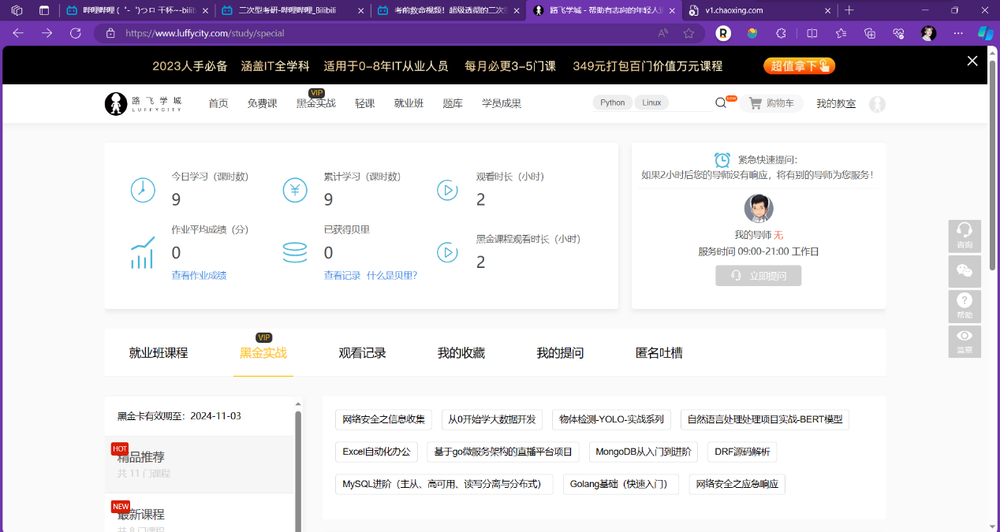 哔哩哔哩 (゜-゜)つロ 干杯~-bilib
二次型考研-哔哩哔哩_Bilibili
考前救命视频！超级透彻的二次型
路飞学城 - 帮助有志向的年轻人
v1.chaoxing.com
https://www.luffycity.com/study/special
2023人手必备 涵盖IT全学科 适用于0-8年IT从业人员 每月必更3-5门课 349元打包百门价值万元课程 超值拿下
路飞学城
LUFFYCITY
首页 免费课 黑金实战 VIP 轻课 就业班 题库 学员成果
Python Linux NEW 购物车 我的教室
今日学习（课时数）
9
累计学习（课时数）
9
观看时长（小时）
2
作业平均成绩（分）
0
查看作业成绩
已获得贝里
0
查看记录 什么是贝里?
黑金课程观看时长（小时）
2
紧急快速提问：
如果2小时后您的导师没有响应，将有别的导师为您服务！
我的导师 无
服务时间 09:00-21:00 工作日
立即提问
咨询
帮助
监察
VIP
就业班课程 黑金实战 观看记录 我的收藏 我的提问 匿名吐槽
黑金卡有效期至：2024-11-03
HOT
精品推荐
共 11 门课程
NEW
最新课程
共 8 门课程
网络安全之信息收集 从0开始学大数据开发 物体检测-YOLO-实战系列 自然语言处理处理项目实战-BERT模型
Excel自动化办公 基于go微服务架构的直播平台项目 MongoDB从入门到进阶 DRF源码解析
MySQL进阶（主从、高可用、读写分离与分布式） Golang基础（快速入门） 网络安全之应急响应